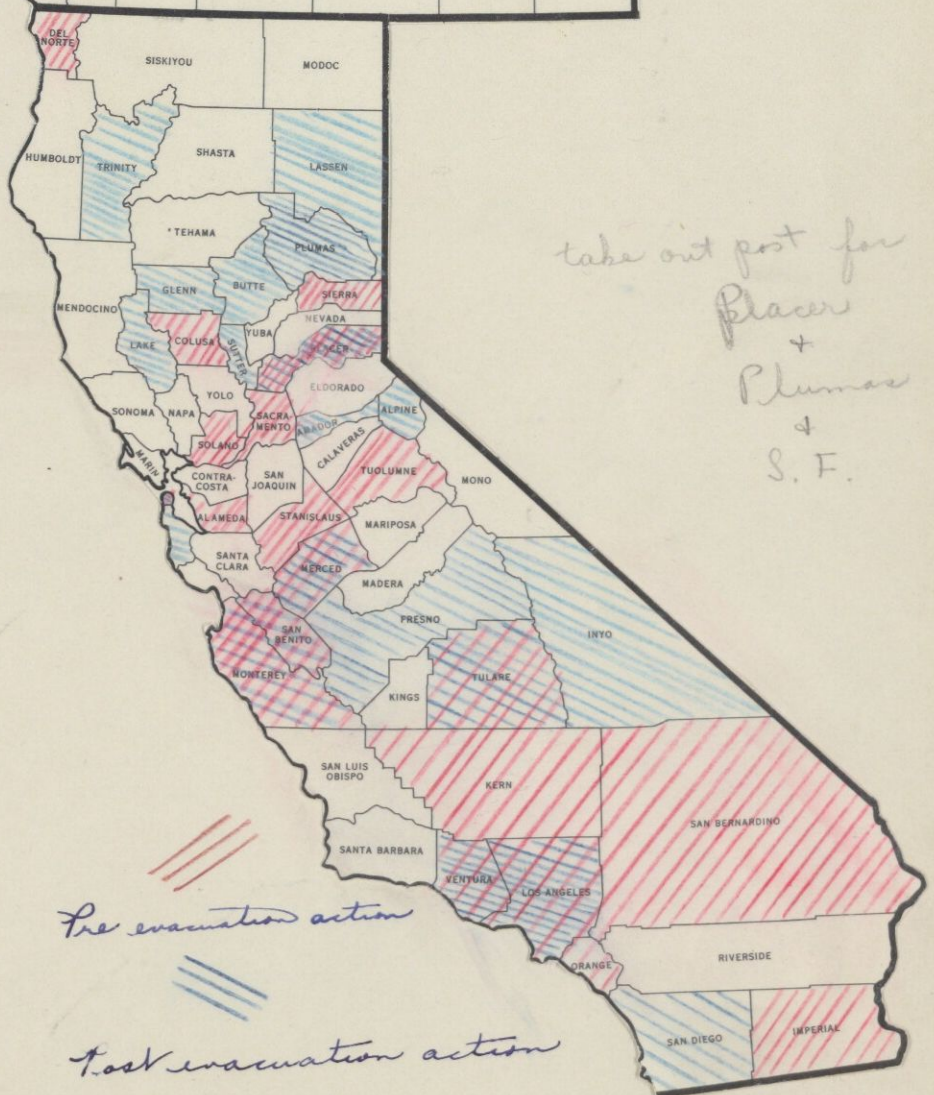 DEL
NORTE
SISKIYOU
MODOC
HUMBOLDT
TRINITY
SHASTA
LASSEN
TEHAMA
PLUMAS
take out post for
Placer
+
Plumas
+
S. F.
GLENN
BUTTE
SIERRA
MENDOCINO
NEVADA
LAKE
COLUSA
SUTTER
YUBA
PLACER
YOLO
ELDORADO
SONOMA
NAPA
SACRA-
MENTO
AMADOR
ALPINE
SOLANO
CALAVERAS
MARIN
CONTRA-
COSTA
SAN
JOAQUIN
TUOLUMNE
MONO
ALAMEDA
STANISLAUS
MARIPOSA
SANTA
CLARA
MERCED
MADERA
FRESNO
SAN
BENITO
INYO
MONTEREY
KINGS
TULARE
SAN LUIS
OBISPO
KERN
SAN BERNARDINO
SANTA BARBARA
VENTURA
LOS ANGELES
Pre evacuation action
ORANGE
RIVERSIDE
SAN DIEGO
IMPERIAL
Post evacuation action